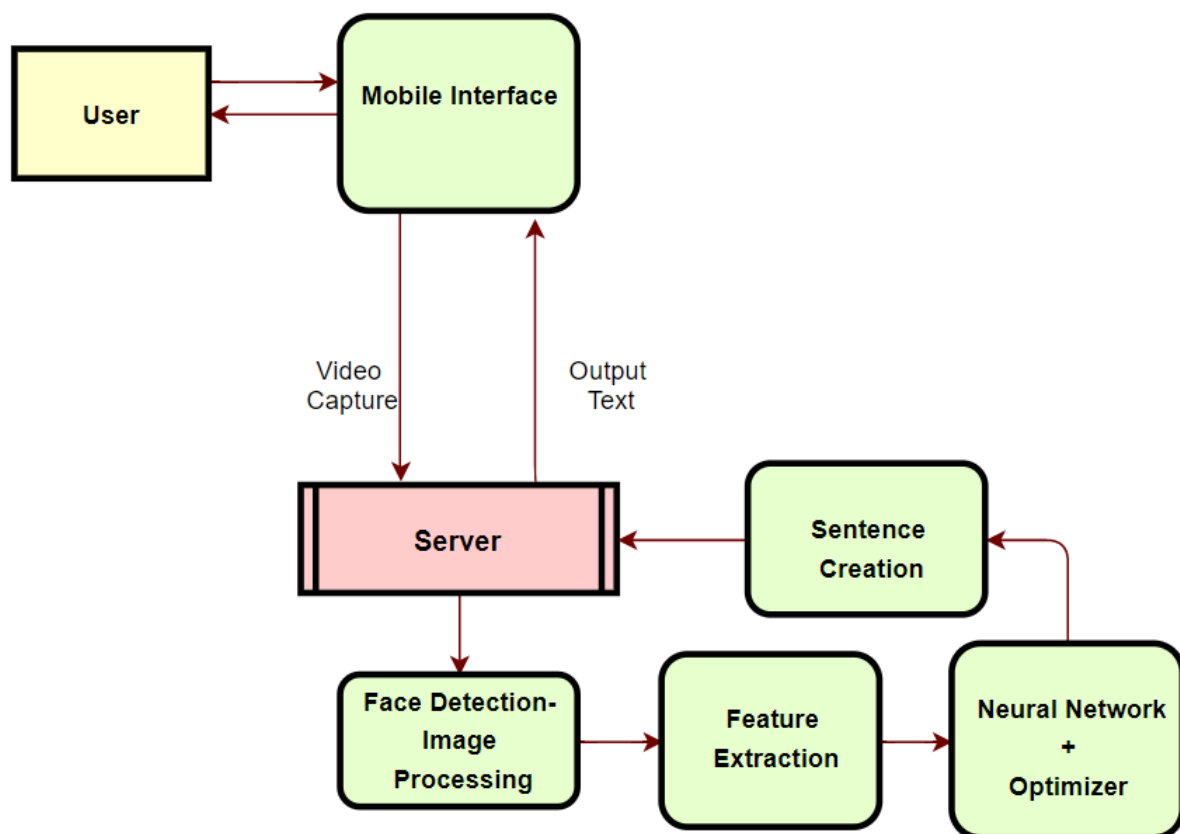 User
Mobile Interface
Video
Capture
Output
Text
Server
Sentence
Creation
Face Detection-
Image
Processing
Feature
Extraction
Neural Network
+
Optimizer